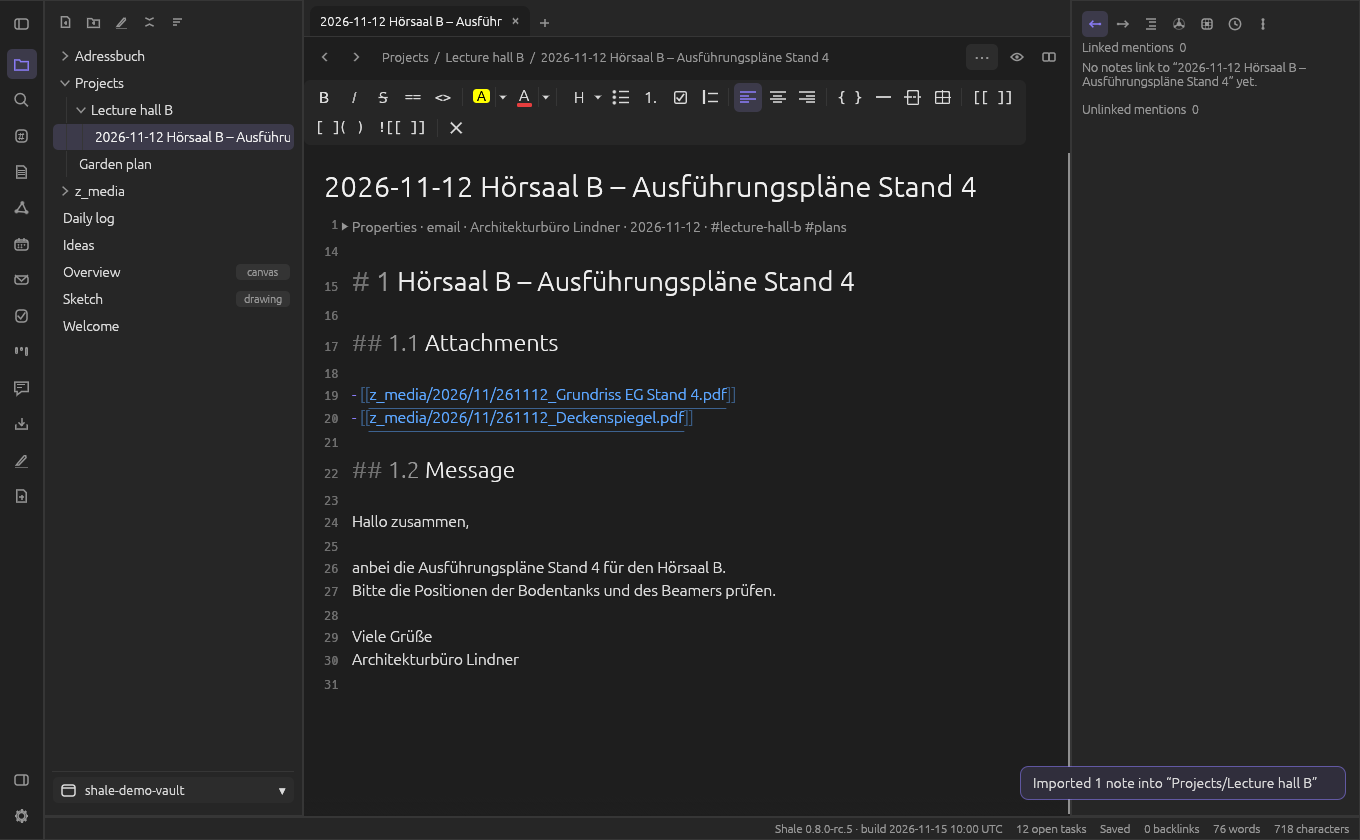 Adressbuch
Projects
Lecture hall B
2026-11-12 Hörsaal B – Ausführu
Garden plan
z_media
Daily log
Ideas
Overview canvas
Sketch drawing
Welcome
shale-demo-vault
2026-11-12 Hörsaal B – Ausführ × +
Projects / Lecture hall B / 2026-11-12 Hörsaal B – Ausführungspläne Stand 4
B I S == <> A A H 1. { } [[ ]]
[ ]( ) ![[ ]]
2026-11-12 Hörsaal B – Ausführungspläne Stand 4
1 Properties · email · Architekturbüro Lindner · 2026-11-12 · #lecture-hall-b #plans
14
15 # 1 Hörsaal B – Ausführungspläne Stand 4
16
17 ## 1.1 Attachments
18
19 - [[z_media/2026/11/261112_Grundriss EG Stand 4.pdf]]
20 - [[z_media/2026/11/261112_Deckenspiegel.pdf]]
21
22 ## 1.2 Message
23
24 Hallo zusammen,
25
26 anbei die Ausführungspläne Stand 4 für den Hörsaal B.
27 Bitte die Positionen der Bodentanks und des Beamers prüfen.
28
29 Viele Grüße
30 Architekturbüro Lindner
31
Linked mentions 0
No notes link to “2026-11-12 Hörsaal B –
Ausführungspläne Stand 4” yet.
Unlinked mentions 0
Imported 1 note into “Projects/Lecture hall B”
Shale 0.8.0-rc.5 · build 2026-11-15 10:00 UTC 12 open tasks Saved 0 backlinks 76 words 718 characters